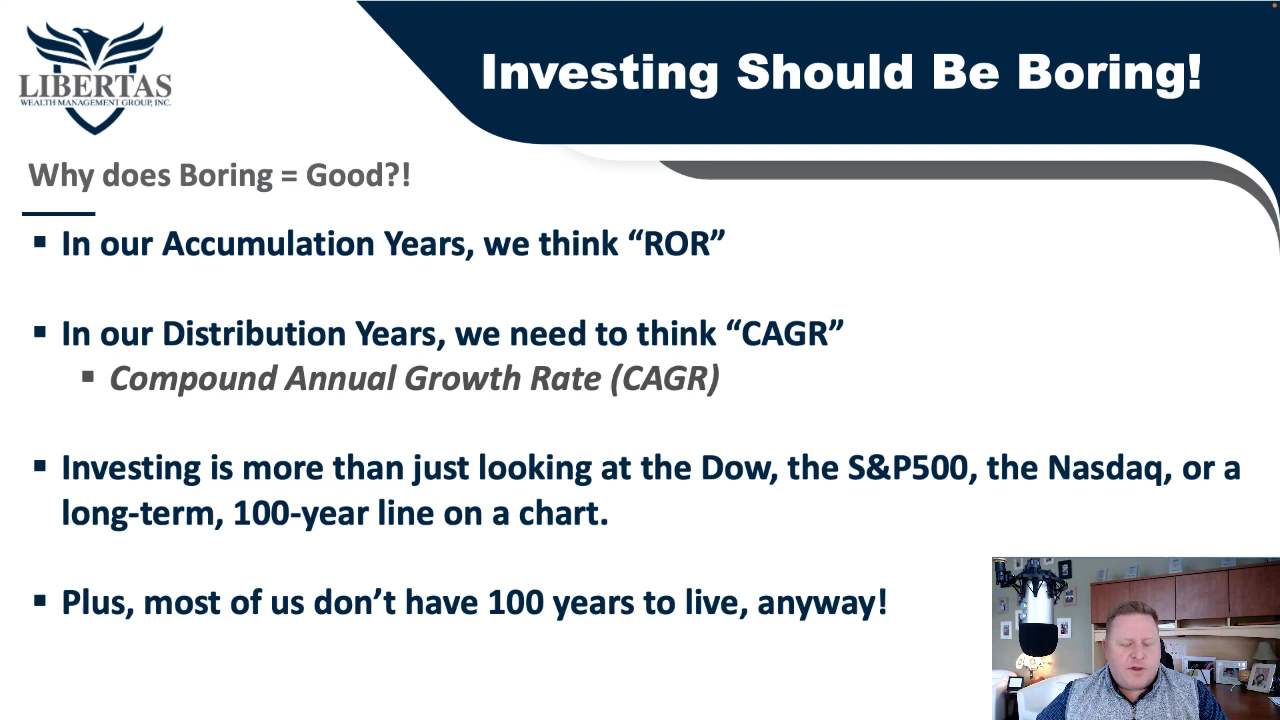 LIBERTAS
WEALTH MANAGEMENT GROUP, INC.
Investing Should Be Boring!
Why does Boring = Good?!
▪ In our Accumulation Years, we think “ROR”
▪ In our Distribution Years, we need to think “CAGR”
▪ Compound Annual Growth Rate (CAGR)
▪ Investing is more than just looking at the Dow, the S&P500, the Nasdaq, or a
long-term, 100-year line on a chart.
▪ Plus, most of us don’t have 100 years to live, anyway!